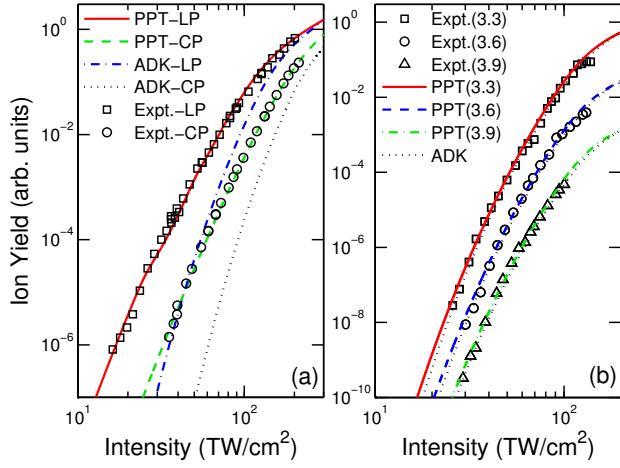 PPT−LP
PPT−CP
ADK−LP
ADK−CP
Expt.−LP
Expt.−CP
10^0
10^-2
10^-4
10^-6
Ion Yield (arb. units)
(a)
10^1
10^2
Intensity (TW/cm^2)
Expt.(3.3)
Expt.(3.6)
Expt.(3.9)
PPT(3.3)
PPT(3.6)
PPT(3.9)
ADK
10^0
10^-2
10^-4
10^-6
10^-8
10^-10
(b)
10^1
10^2
Intensity (TW/cm^2)